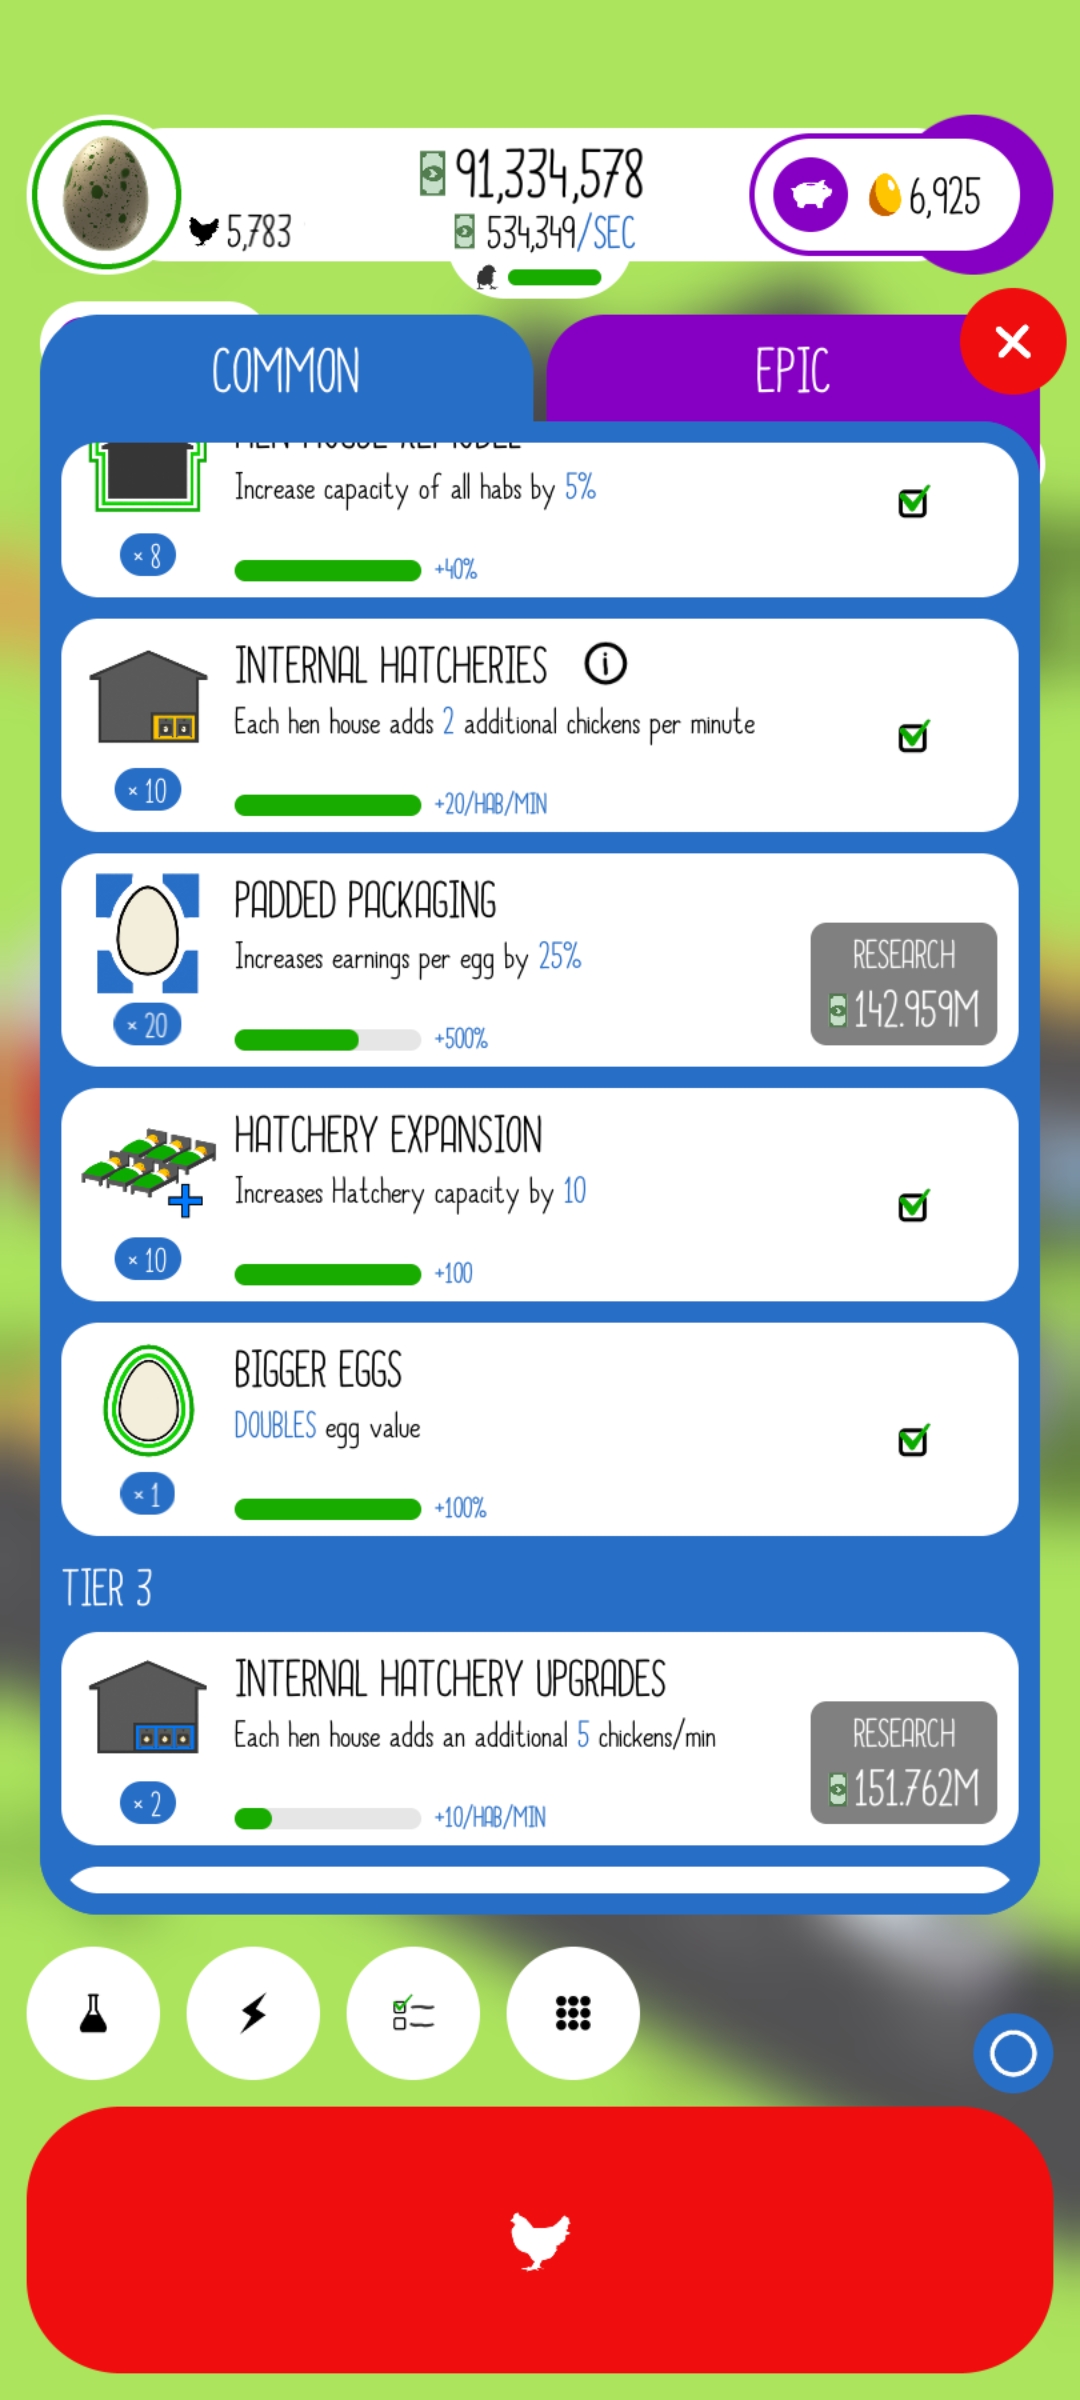 91,334,578
5,783
534,349/SEC
6,925
COMMON
EPIC
HEN HOUSE REMODEL
Increase capacity of all habs by 5%
× 8
+40%
INTERNAL HATCHERIES
Each hen house adds 2 additional chickens per minute
× 10
+20/HAB/MIN
PADDED PACKAGING
Increases earnings per egg by 25%
RESEARCH
142.959M
× 20
+500%
HATCHERY EXPANSION
Increases Hatchery capacity by 10
× 10
+100
BIGGER EGGS
DOUBLES egg value
× 1
+100%
TIER 3
INTERNAL HATCHERY UPGRADES
Each hen house adds an additional 5 chickens/min
RESEARCH
151.762M
× 2
+10/HAB/MIN